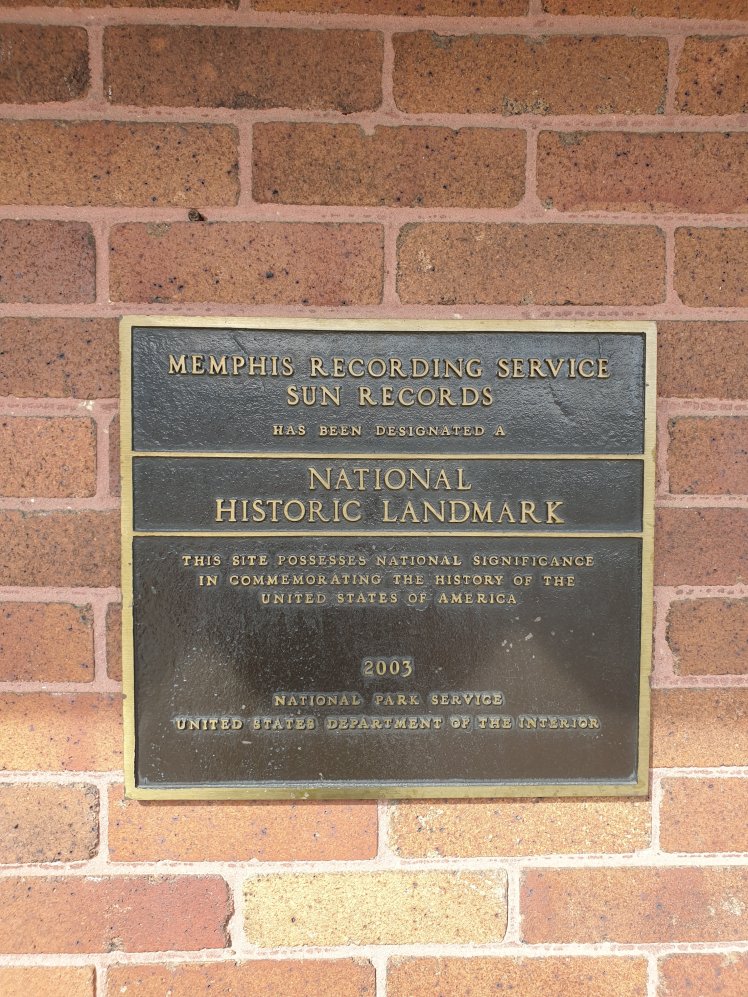 MEMPHIS RECORDING SERVICE
SUN RECORDS
HAS BEEN DESIGNATED A
NATIONAL
HISTORIC LANDMARK
THIS SITE POSSESSES NATIONAL SIGNIFICANCE
IN COMMEMORATING THE HISTORY OF THE
UNITED STATES OF AMERICA
2003
NATIONAL PARK SERVICE
UNITED STATES DEPARTMENT OF THE INTERIOR